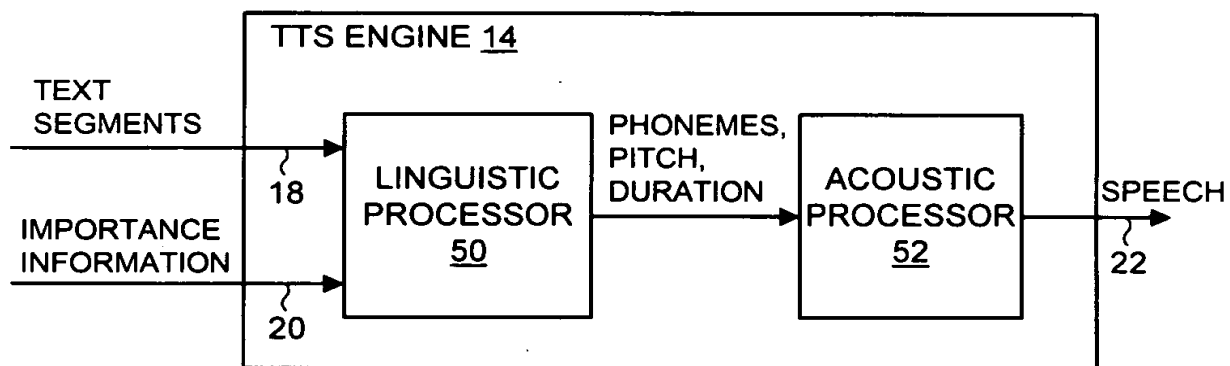 TTS ENGINE 14
TEXT
SEGMENTS
18
IMPORTANCE
INFORMATION
20
LINGUISTIC
PROCESSOR
50
PHONEMES,
PITCH,
DURATION
ACOUSTIC
PROCESSOR
52
SPEECH
22